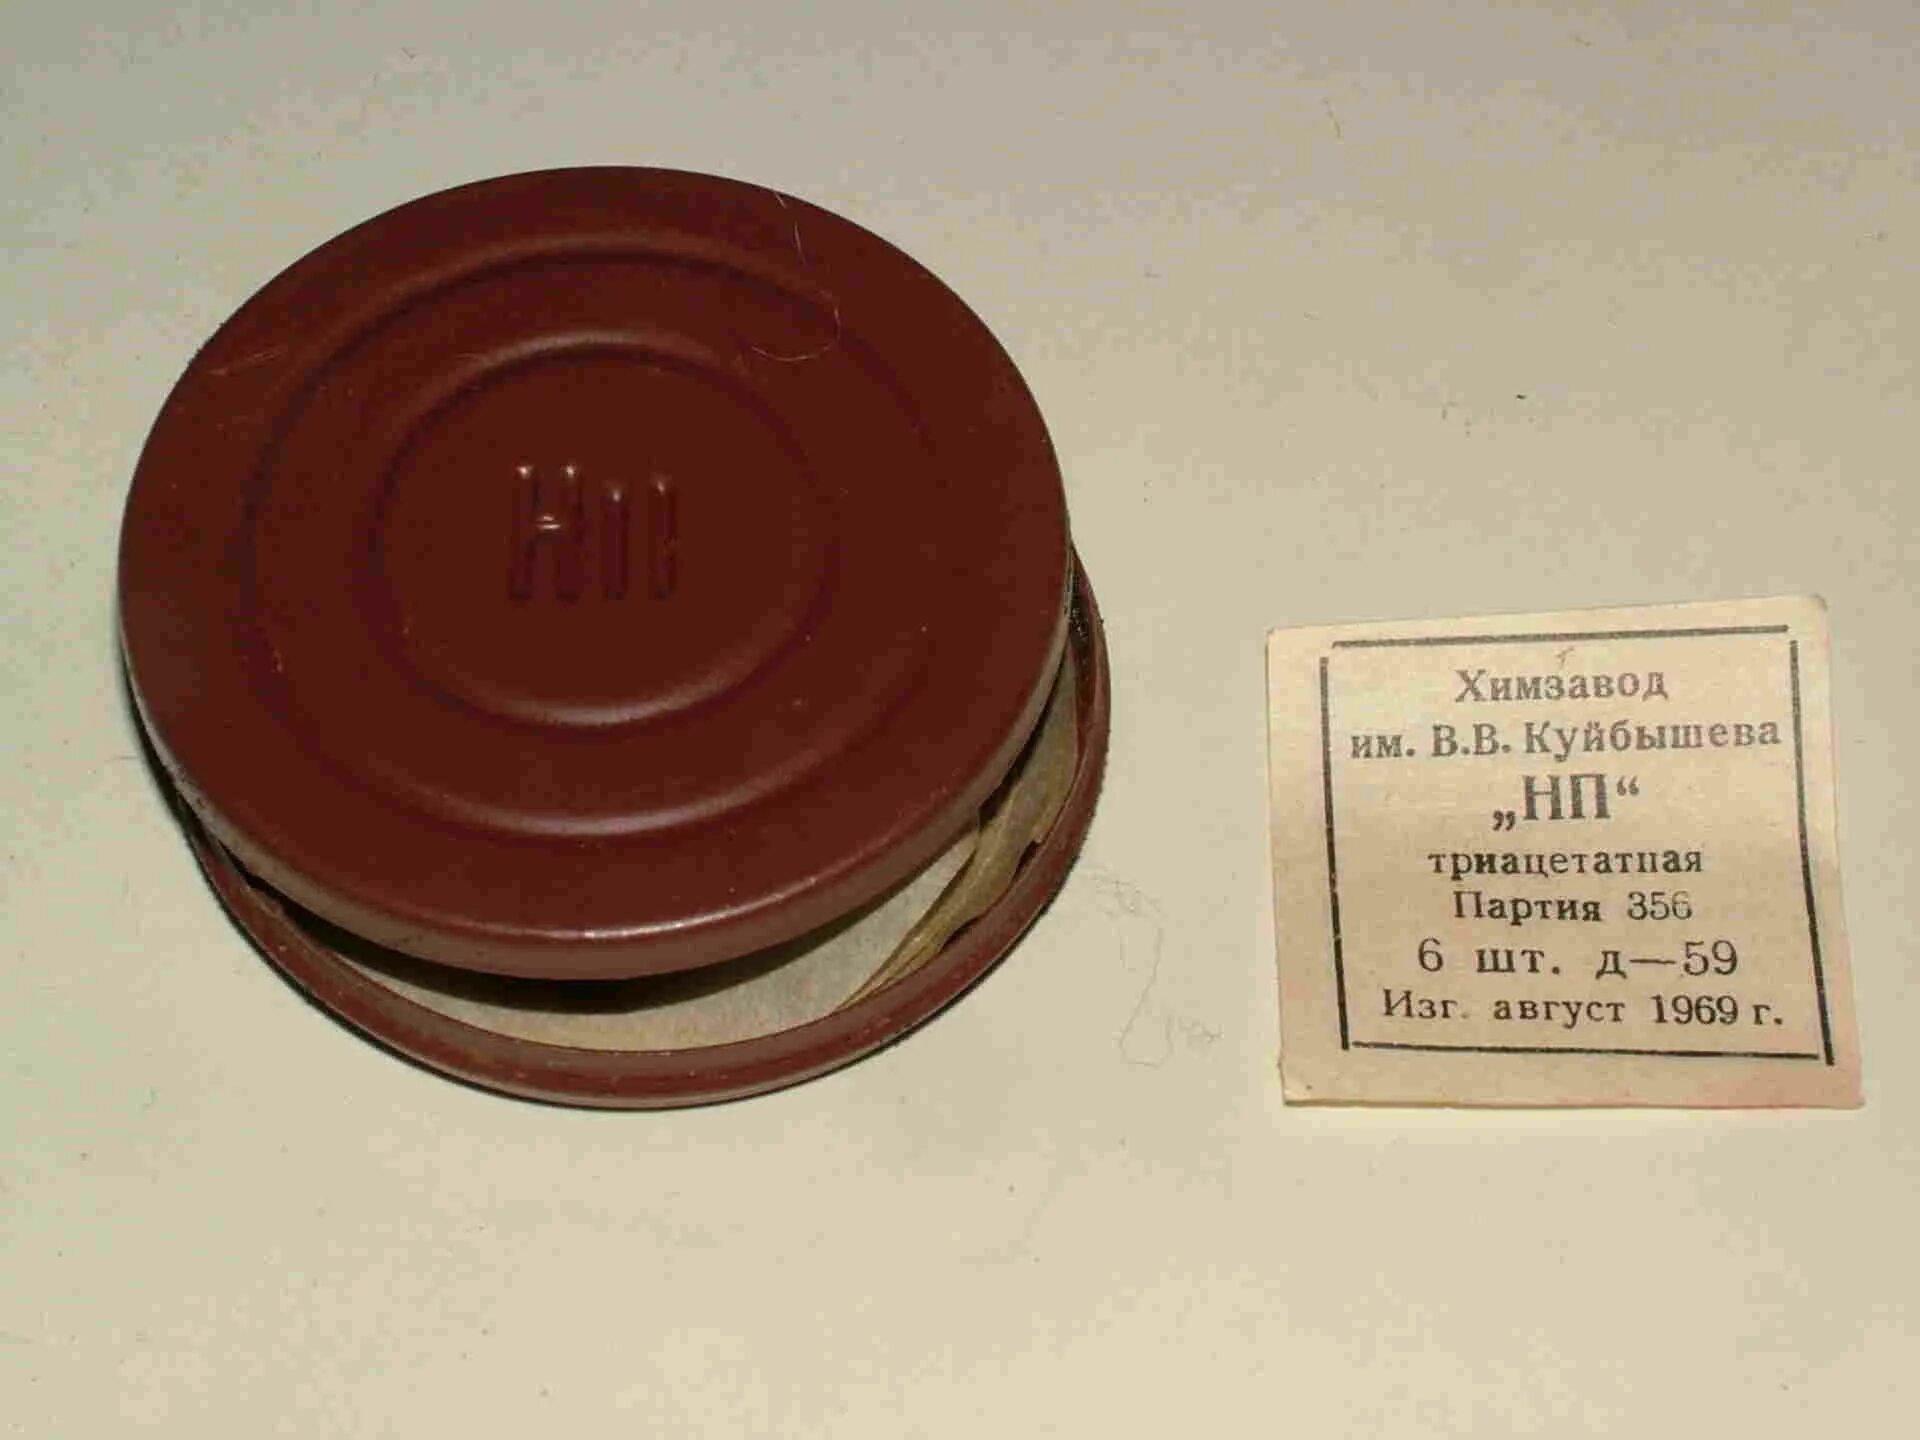 НП
Химзавод
им. В.В. Куйбышева
„НП“
триацетатная
Партия 356
6 шт. д—59
Изг. август 1969 г.